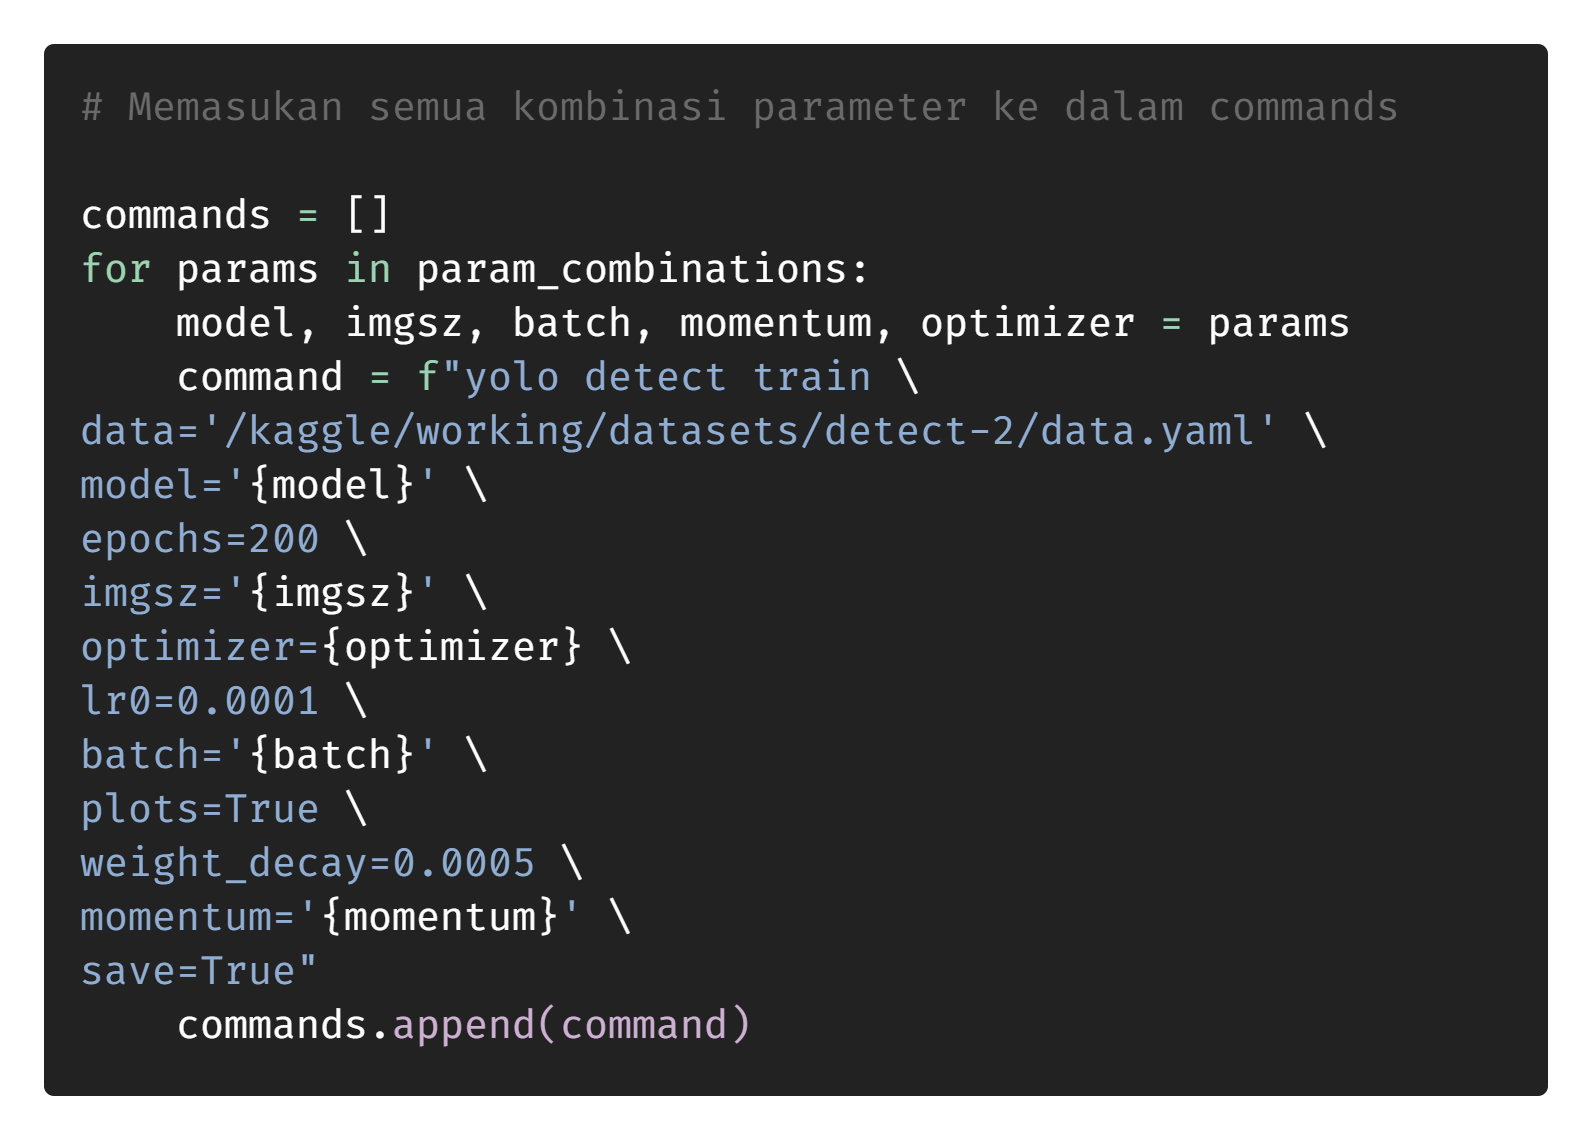 # Memasukan semua kombinasi parameter ke dalam commands

commands = []
for params in param_combinations:
    model, imgsz, batch, momentum, optimizer = params
    command = f"yolo detect train \
data='/kaggle/working/datasets/detect-2/data.yaml' \
model='{model}' \
epochs=200 \
imgsz='{imgsz}' \
optimizer={optimizer} \
lr0=0.0001 \
batch='{batch}' \
plots=True \
weight_decay=0.0005 \
momentum='{momentum}' \
save=True"
    commands.append(command)